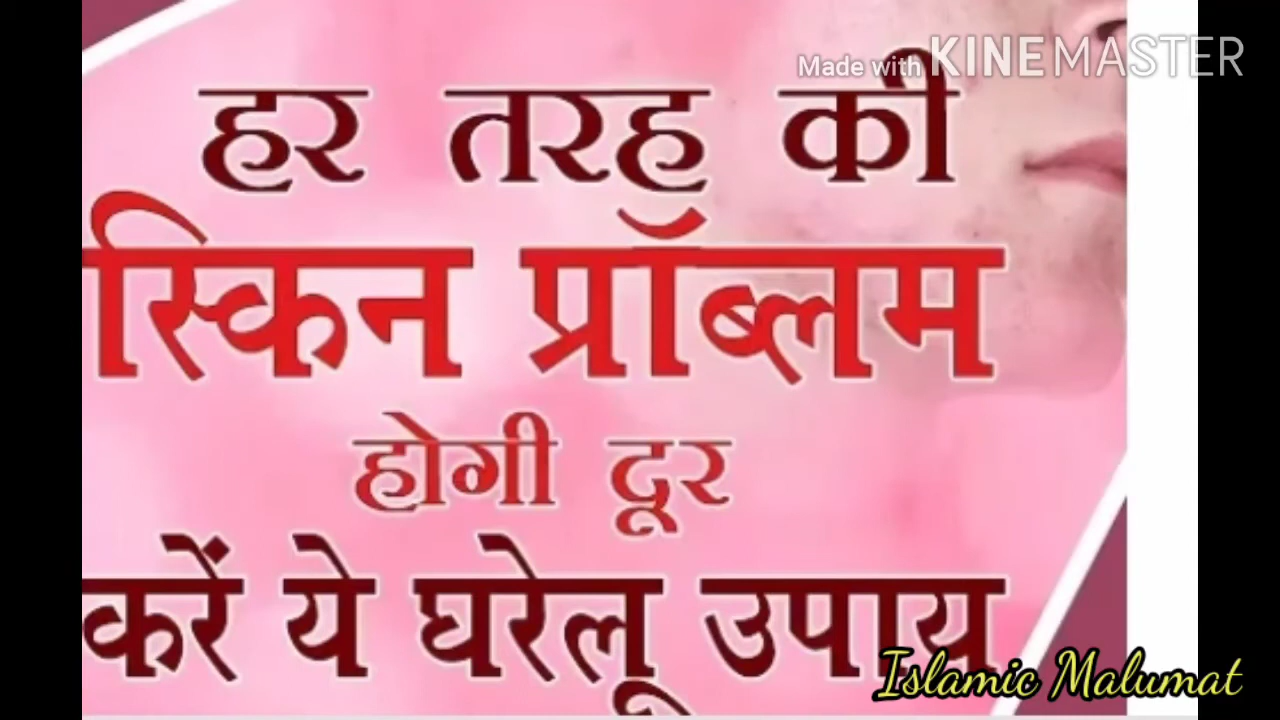 Made with KINEMASTER
हर तरह की
स्किन प्रॉब्लम
होगी दूर
करें ये घरेलू उपाय
Islamic Malumat